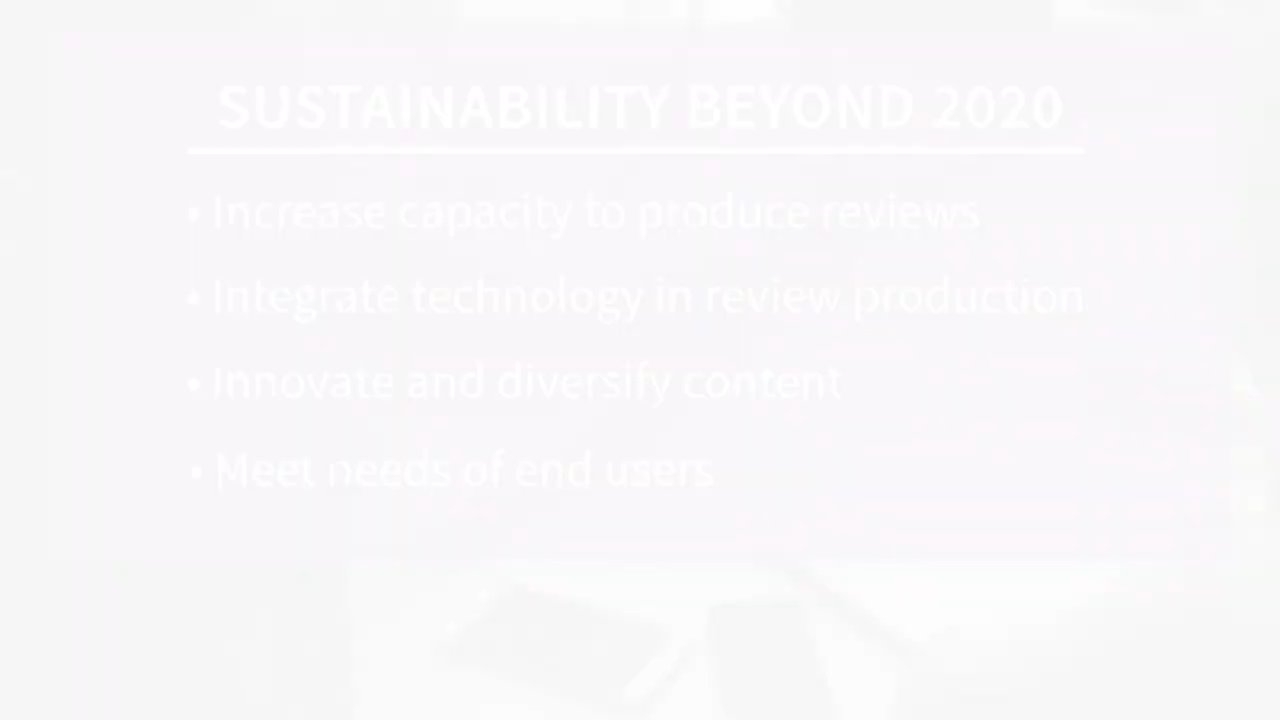 SUSTAINABILITY BEYOND 2020
• Increase capacity to produce reviews
• Integrate technology in review production
• Innovate and diversify content
• Meet needs of end users